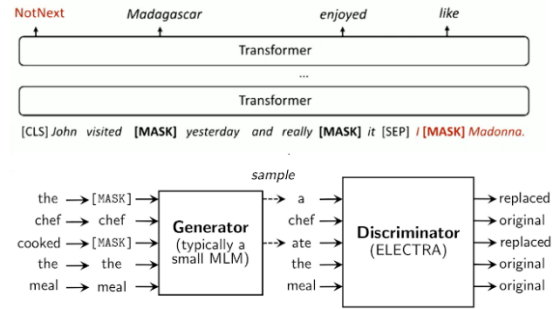 NotNext Madagascar enjoyed like
Transformer
...
Transformer
[CLS] John visited [MASK] yesterday and really [MASK] it [SEP] I [MASK] Madonna.
sample
the [MASK] a replaced
chef chef chef original
cooked [MASK] ate replaced
the the the original
meal meal meal original
Generator
(typically a
small MLM)
Discriminator
(ELECTRA)